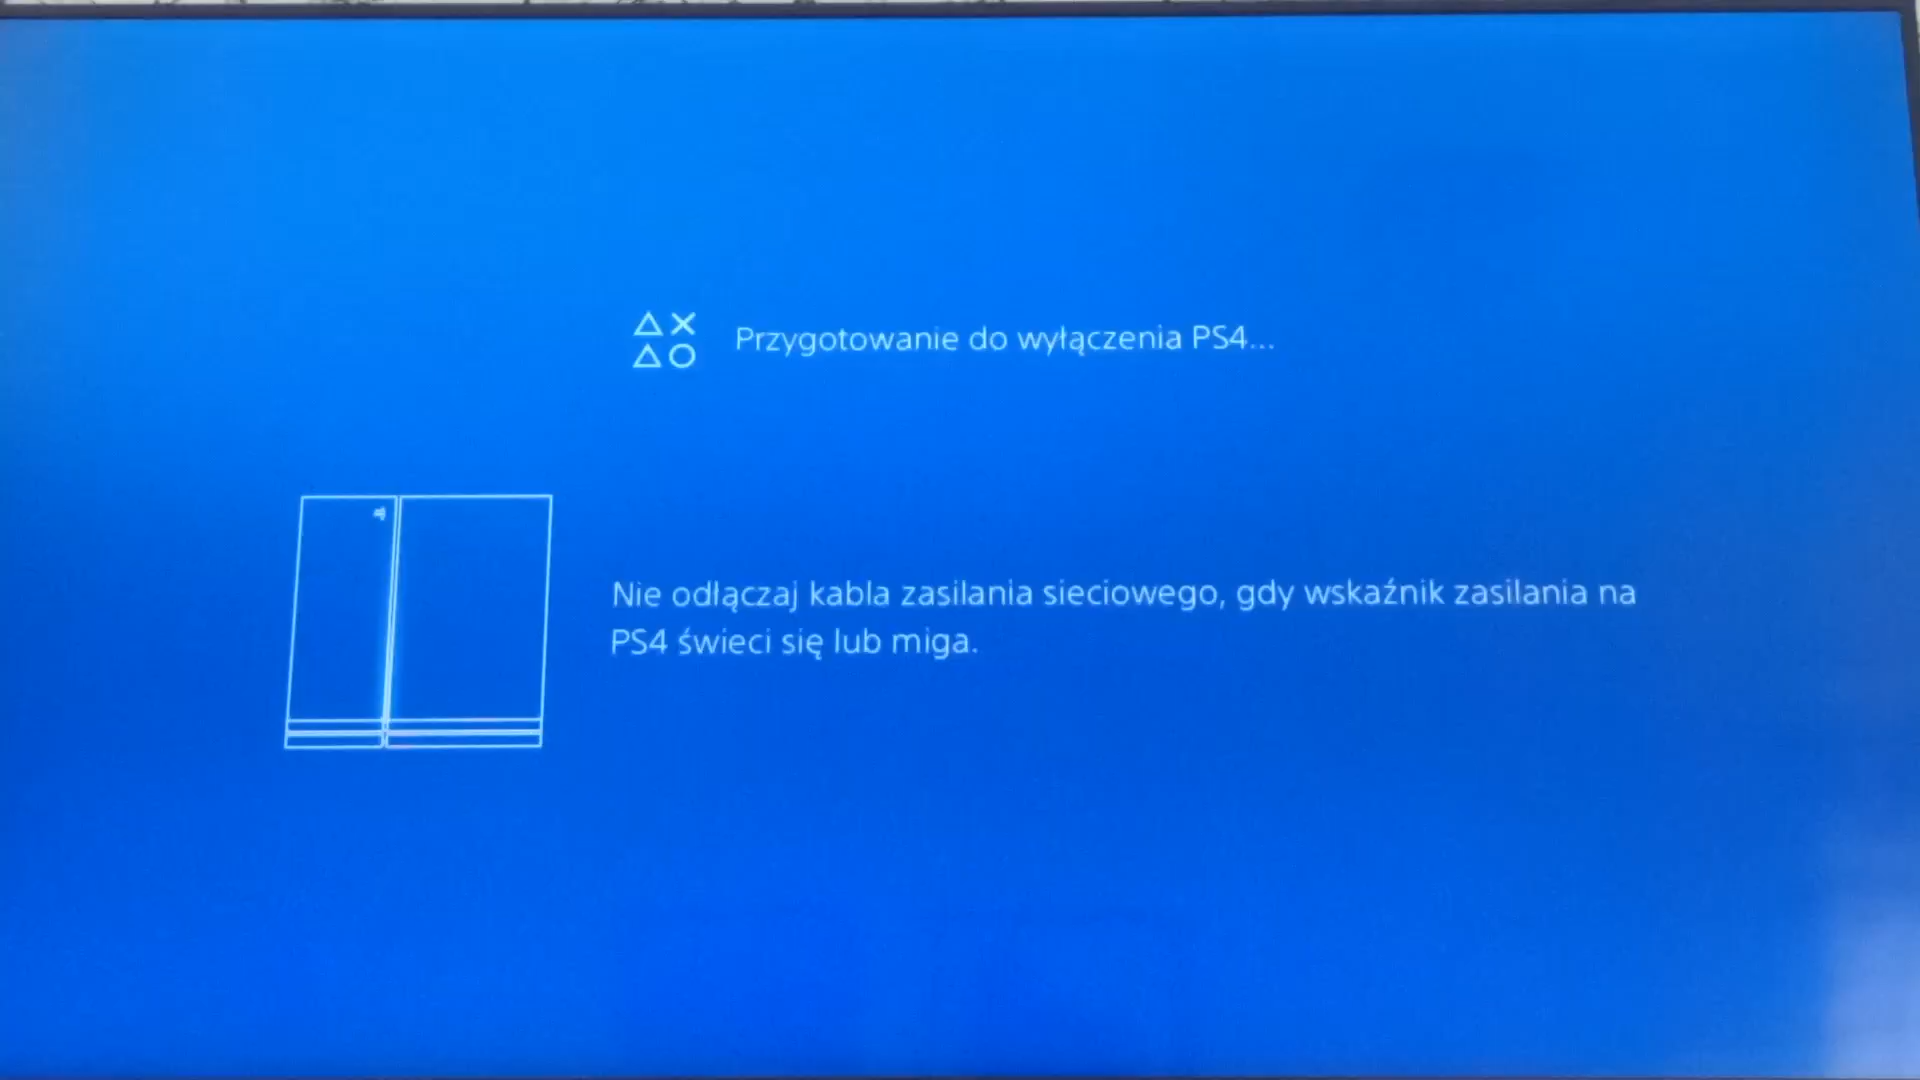 Przygotowanie do wyłączenia PS4...
Nie odłączaj kabla zasilania sieciowego, gdy wskaźnik zasilania na
PS4 świeci się lub miga.